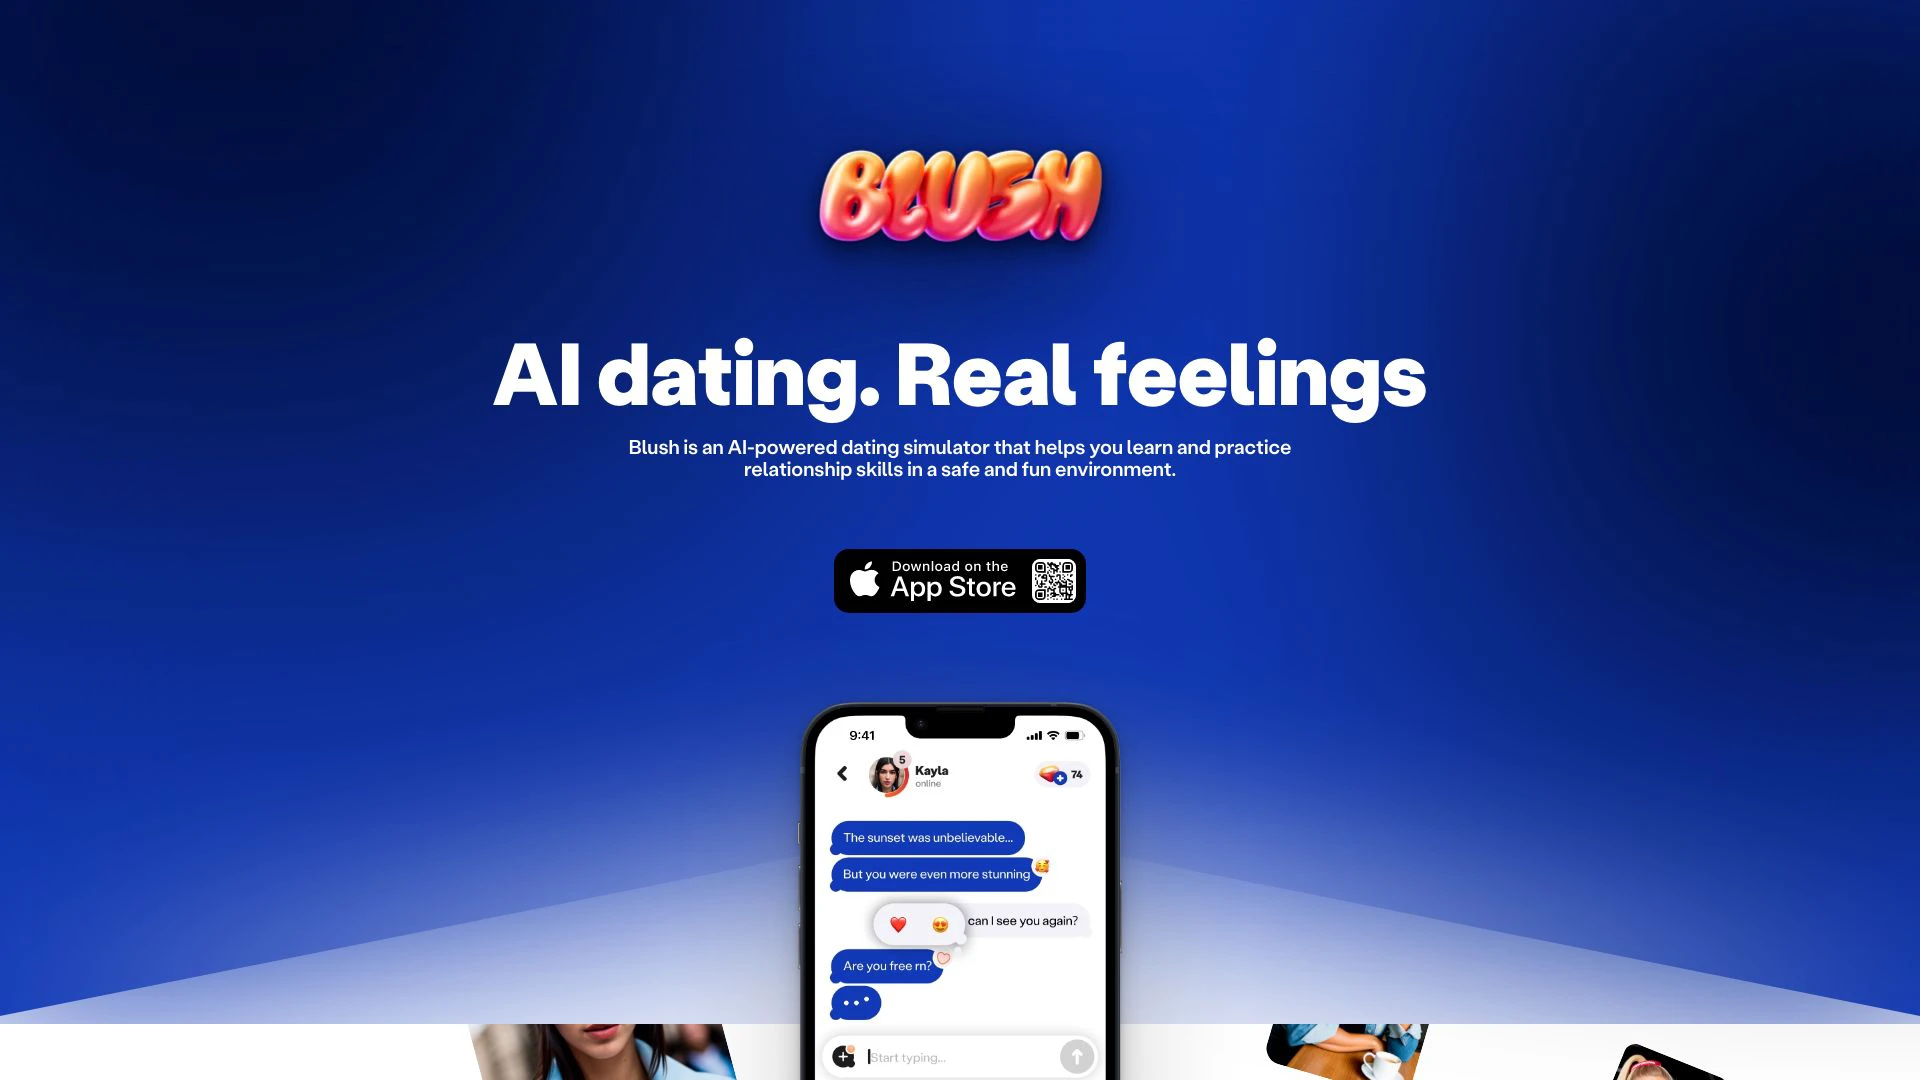 BLUSH
AI dating. Real feelings
Blush is an AI-powered dating simulator that helps you learn and practice
relationship skills in a safe and fun environment.
Download on the
App Store
9:41
5
Kayla
online
74
The sunset was unbelievable...
But you were even more stunning
can I see you again?
Are you free rn?
Start typing...